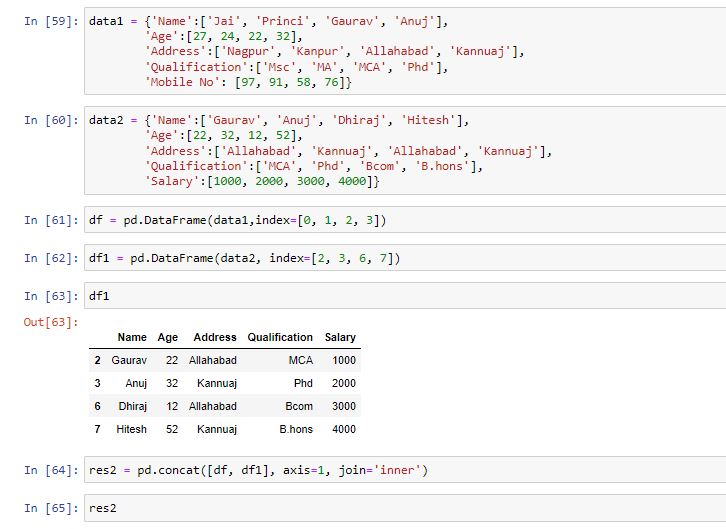 In [59]: data1 = {'Name':['Jai', 'Princi', 'Gaurav', 'Anuj'],
'Age':[27, 24, 22, 32],
'Address':['Nagpur', 'Kanpur', 'Allahabad', 'Kannuaj'],
'Qualification':['Msc', 'MA', 'MCA', 'Phd'],
'Mobile No': [97, 91, 58, 76]}
In [60]: data2 = {'Name':['Gaurav', 'Anuj', 'Dhiraj', 'Hitesh'],
'Age':[22, 32, 12, 52],
'Address':['Allahabad', 'Kannuaj', 'Allahabad', 'Kannuaj'],
'Qualification':['MCA', 'Phd', 'Bcom', 'B.hons'],
'Salary':[1000, 2000, 3000, 4000]}
In [61]: df = pd.DataFrame(data1,index=[0, 1, 2, 3])
In [62]: df1 = pd.DataFrame(data2, index=[2, 3, 6, 7])
In [63]: df1
Out[63]:
Name Age Address Qualification Salary
2 Gaurav 22 Allahabad MCA 1000
3 Anuj 32 Kannuaj Phd 2000
6 Dhiraj 12 Allahabad Bcom 3000
7 Hitesh 52 Kannuaj B.hons 4000
In [64]: res2 = pd.concat([df, df1], axis=1, join='inner')
In [65]: res2